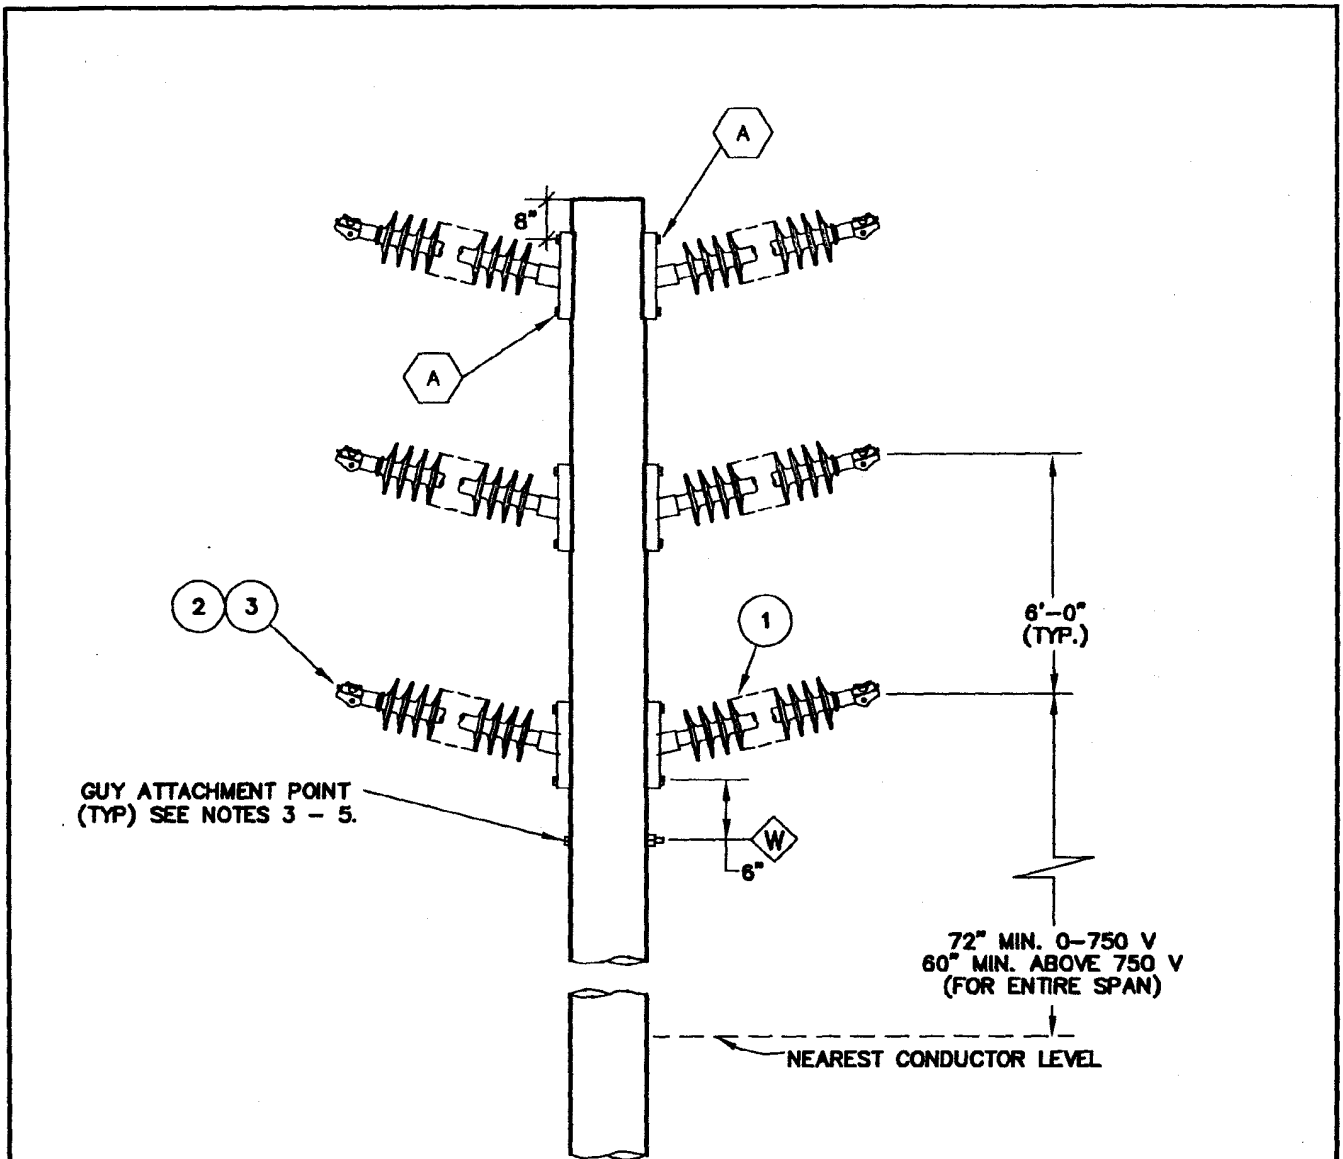 A
8"
A
2 3
1
6'-0"
(TYP.)
GUY ATTACHMENT POINT
(TYP) SEE NOTES 3 - 5.
W
6"
72" MIN. 0-750 V
60" MIN. ABOVE 750 V
(FOR ENTIRE SPAN)
NEAREST CONDUCTOR LEVEL